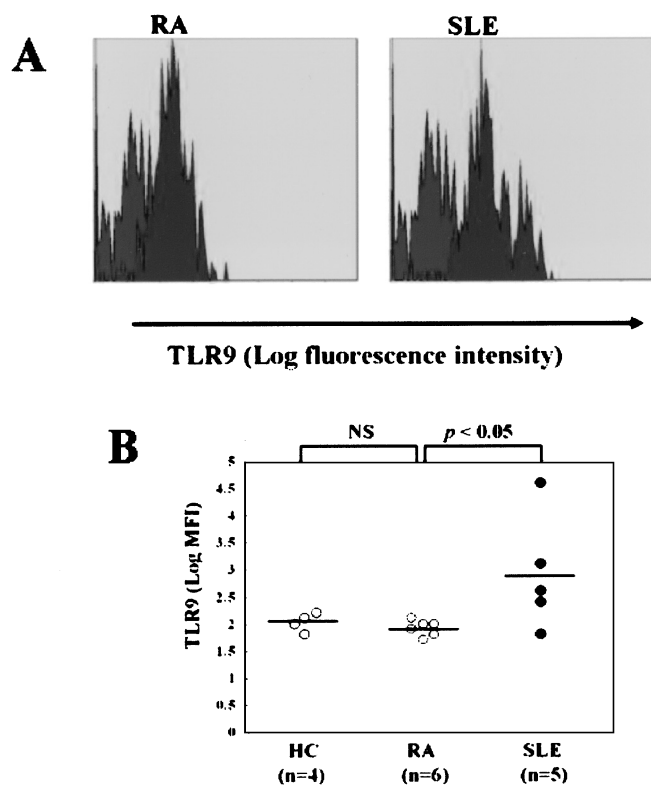 A
RA SLE
TLR9 (Log fluorescence intensity)
B
NS p < 0.05
TLR9 (Log MFI)
5
4.5
4
3.5
3
2.5
2
1.5
1
0.5
0
HC RA SLE
(n=4) (n=6) (n=5)